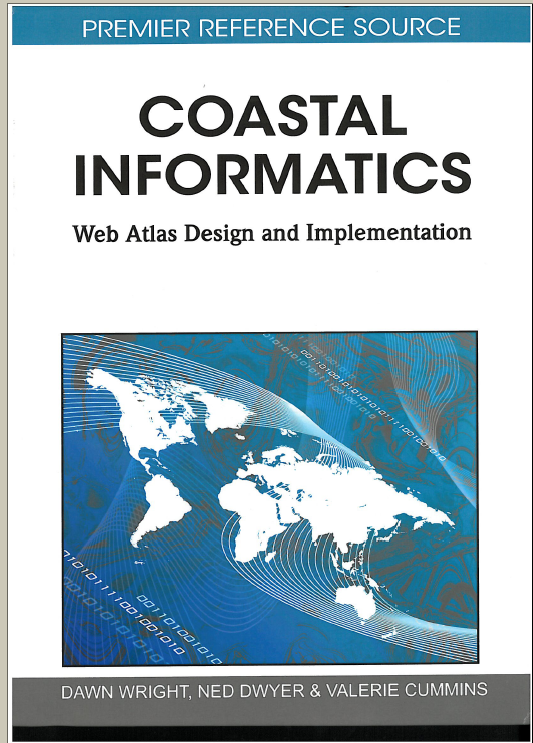 PREMIER REFERENCE SOURCE
COASTAL
INFORMATICS
Web Atlas Design and Implementation
DAWN WRIGHT, NED DWYER & VALERIE CUMMINS